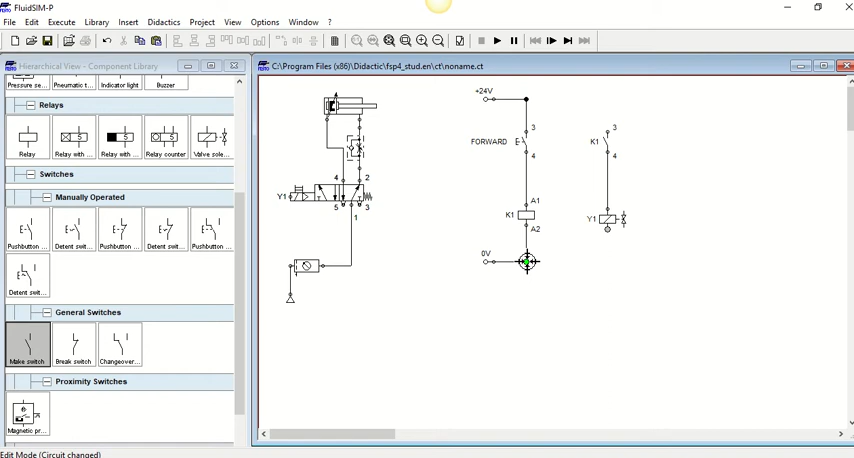 FluidSIM-P
File Edit Execute Library Insert Didactics Project View Options Window ?
Hierarchical View - Component Library
Pressure se... Pneumatic t... Indicator light Buzzer
Relays
5 5 5
Relay Relay with ... Relay with ... Relay counter Valve sole...
Switches
Manually Operated
Pushbutton ... Detent swit... Pushbutton ... Detent swit... Pushbutton ...
Detent swit...
General Switches
Make switch Break switch Changeover...
Proximity Switches
Magnetic pr...
C:\Program Files (x86)\Didactic\fsp4_stud.en\ct\noname.ct
+24V
3 3
FORWARD K1
4 4
4 2
Y1
5 3
1
A1
K1 Y1
A2
0V
Edit Mode (Circuit changed)